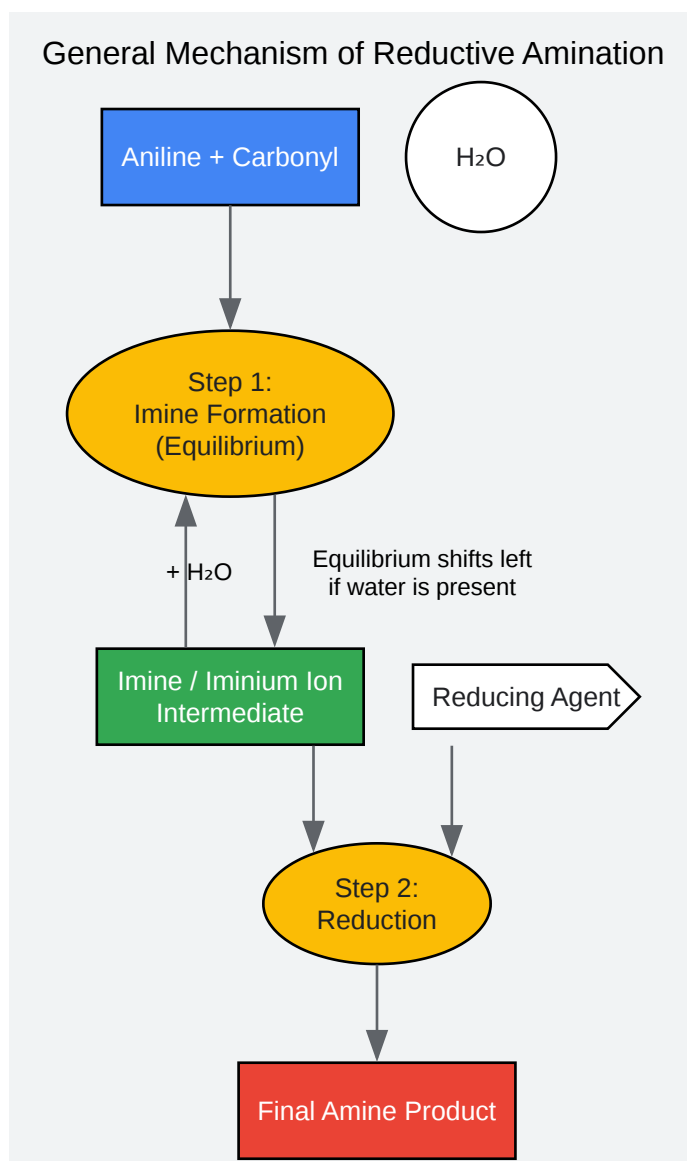 General Mechanism of Reductive Amination
Aniline + Carbonyl
H₂O
Step 1:
Imine Formation
(Equilibrium)
+ H₂O
Equilibrium shifts left
if water is present
Imine / Iminium Ion
Intermediate
Reducing Agent
Step 2:
Reduction
Final Amine Product